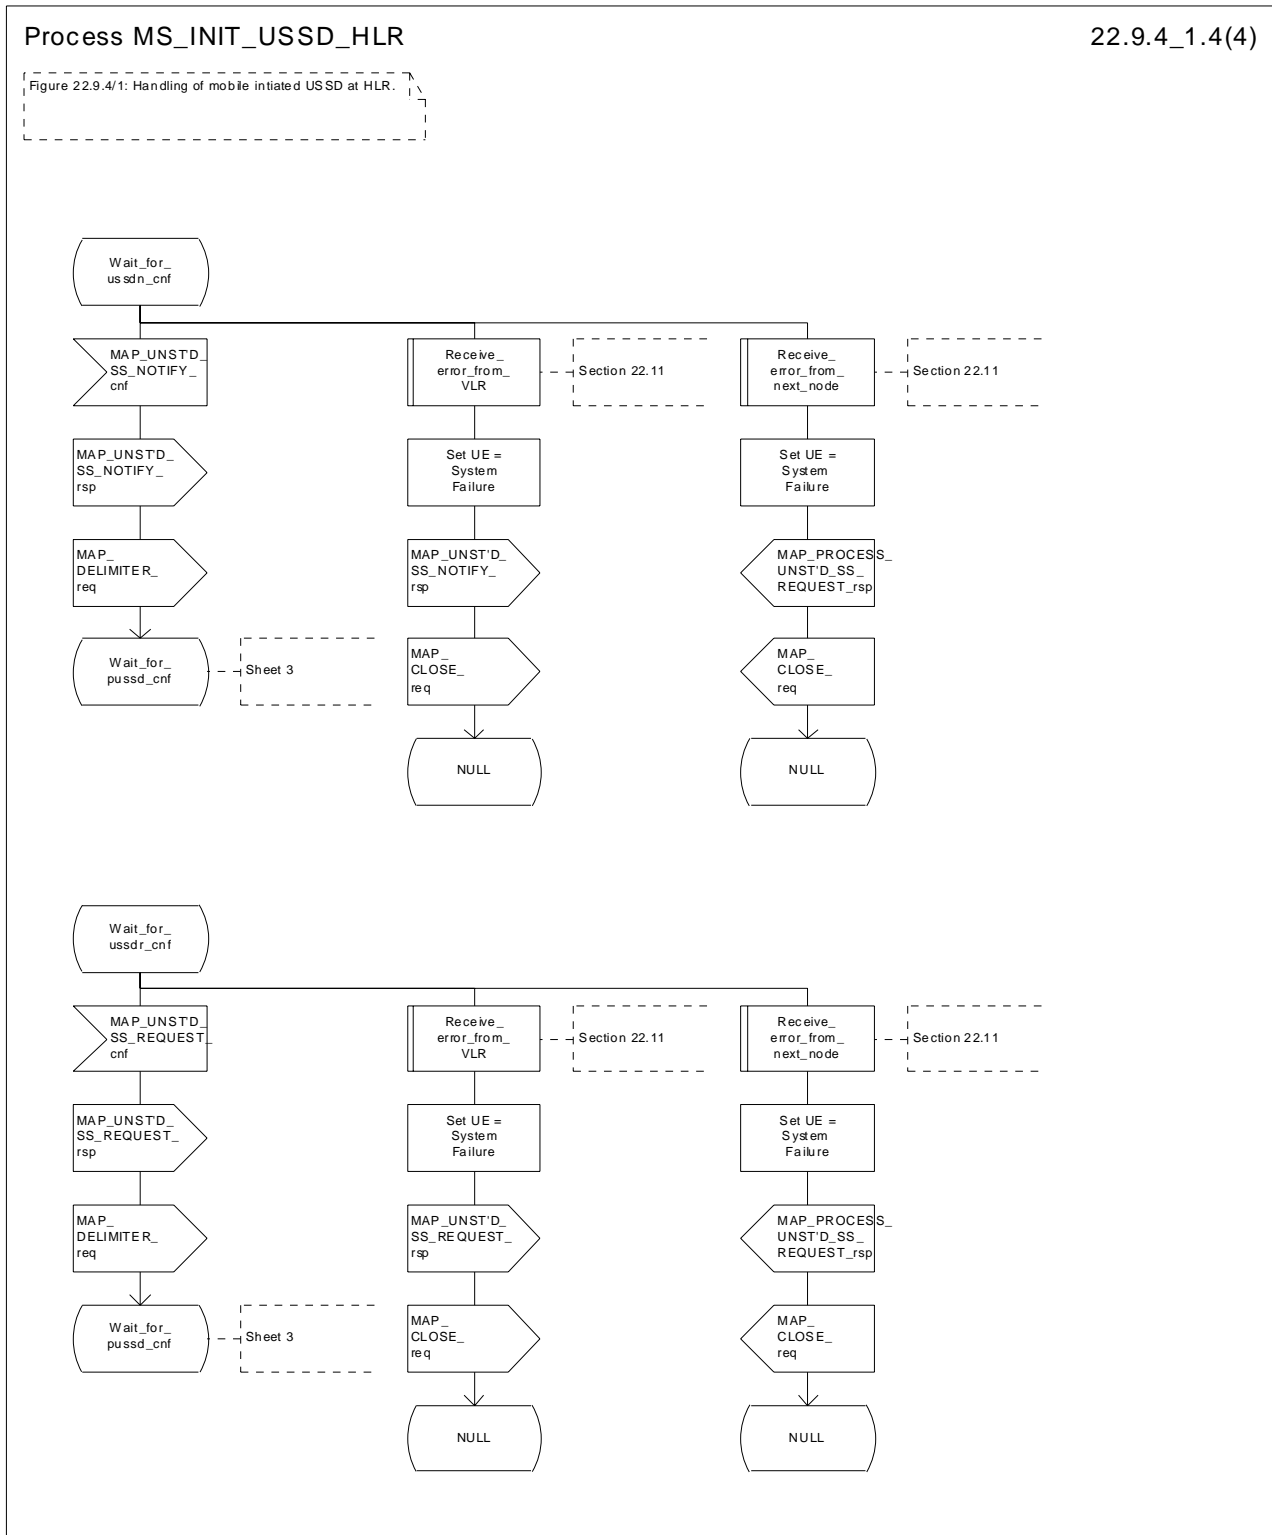 Process MS_INIT_USSD_HLR
22.9.4_1.4(4)
Figure 22.9.4/1: Handling of mobile intiated USSD at HLR.
Wait_for_
ussdn_cnf
MAP_UNST'D_
SS_NOTIFY_
cnf
Receive_
error_from_
VLR
Section 22.11
Receive_
error_from_
next_node
Section 22.11
MAP_UNST'D_
SS_NOTIFY_
rsp
Set UE =
System
Failure
Set UE =
System
Failure
MAP_
DELIMITER_
req
MAP_UNST'D_
SS_NOTIFY_
rsp
MAP_PROCESS_
UNST'D_SS_
REQUEST_rsp
Wait_for_
pussd_cnf
Sheet 3
MAP_
CLOSE_
req
MAP_
CLOSE_
req
NULL
NULL
Wait_for_
ussdr_cnf
MAP_UNST'D_
SS_REQUEST_
cnf
Receive_
error_from_
VLR
Section 22.11
Receive_
error_from_
next_node
Section 22.11
MAP_UNST'D_
SS_REQUEST_
rsp
Set UE =
System
Failure
Set UE =
System
Failure
MAP_
DELIMITER_
req
MAP_UNST'D_
SS_REQUEST_
rsp
MAP_PROCESS_
UNST'D_SS_
REQUEST_rsp
Wait_for_
pussd_cnf
Sheet 3
MAP_
CLOSE_
req
MAP_
CLOSE_
req
NULL
NULL